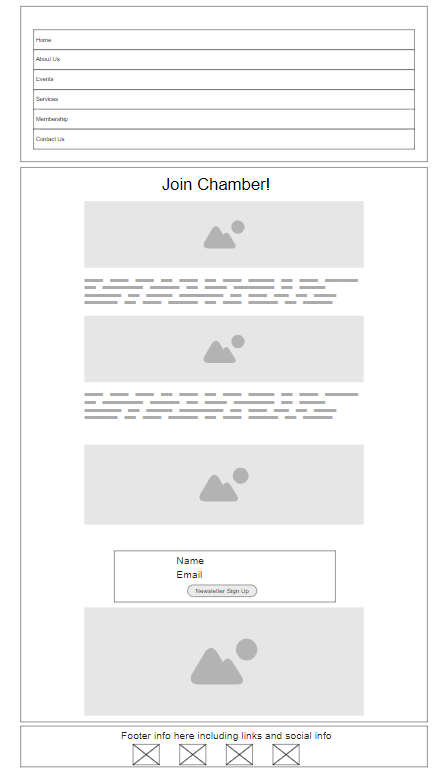 Home
About Us
Events
Services
Membership
Contact Us
Join Chamber!
Name
Email
Newsletter Sign Up
Footer info here including links and social info